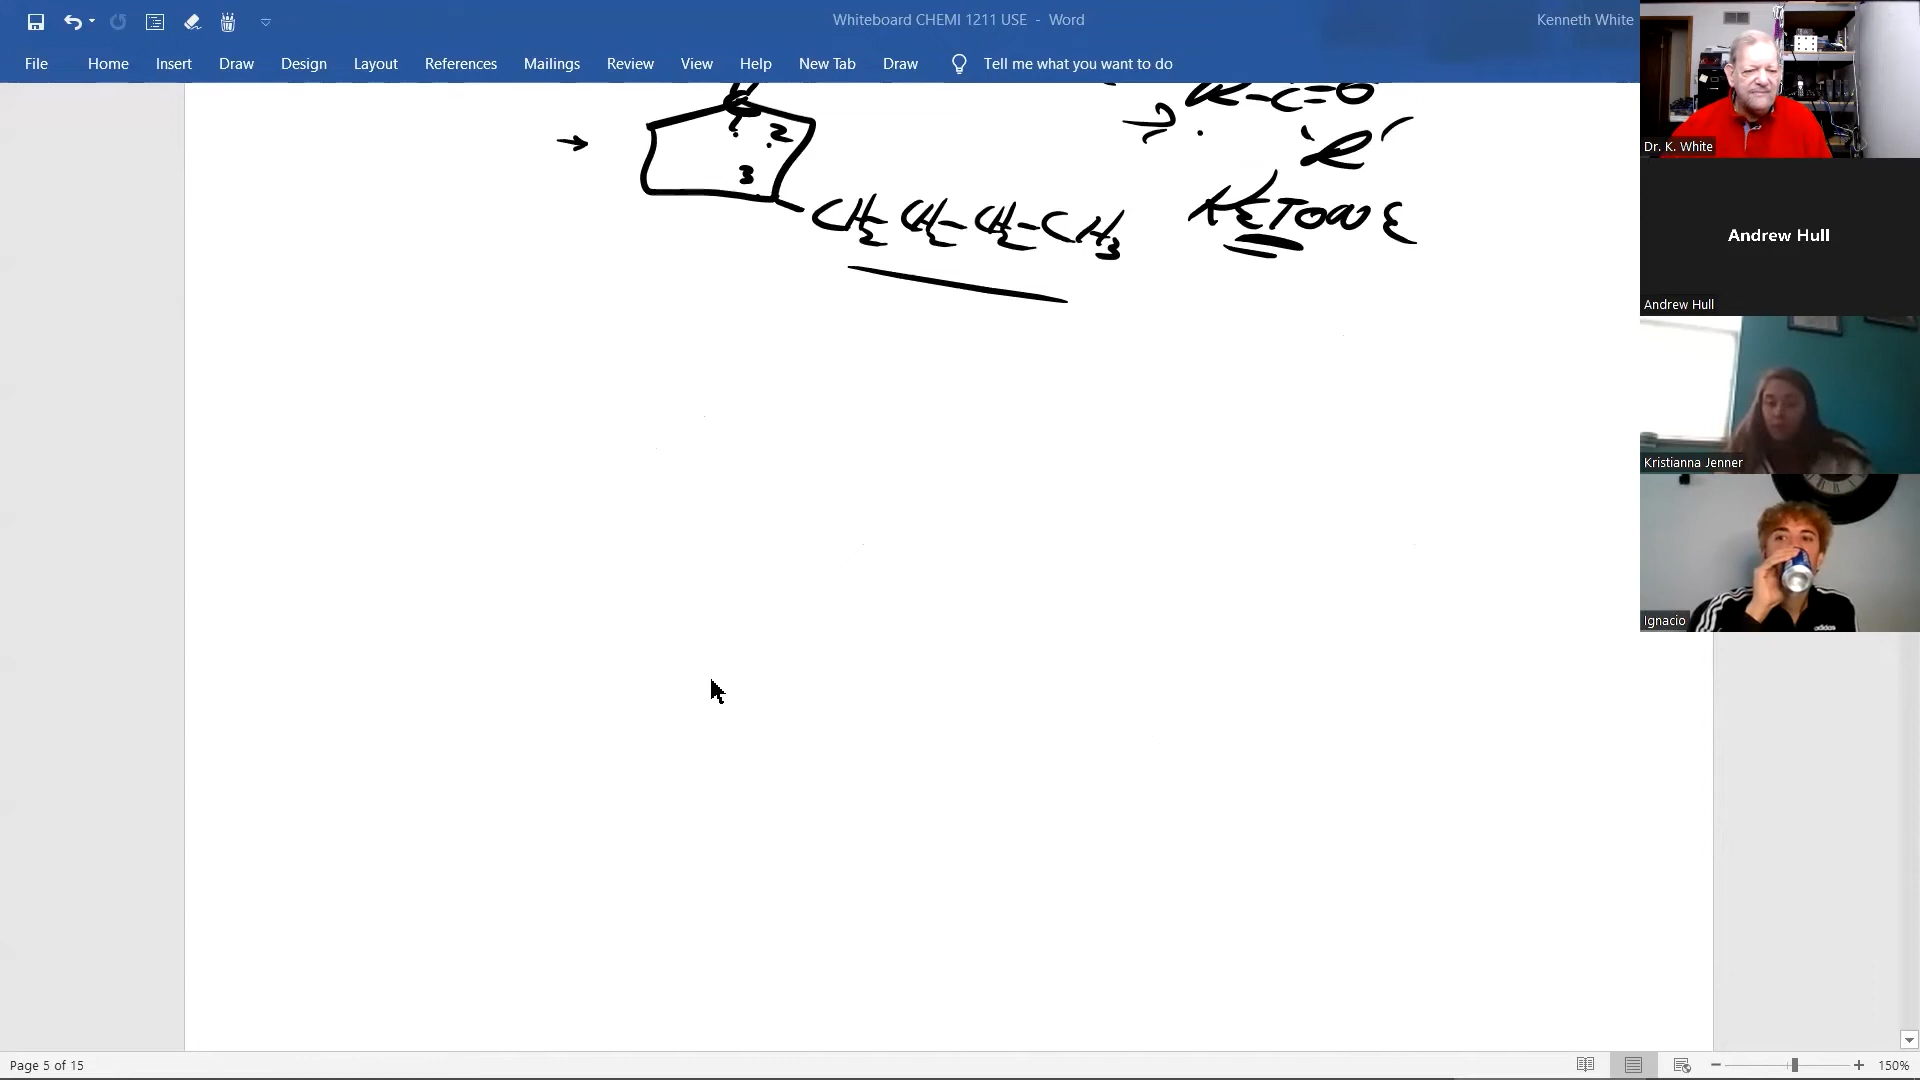 Whiteboard CHEMI 1211 USE - Word
Kenneth White
File Home Insert Draw Design Layout References Mailings Review View Help New Tab Draw Tell me what you want to do
R-C=O
1 2
R'
3
CH2 CH2-CH2-CH3
KETONE
Dr. K. White
Andrew Hull
Andrew Hull
Kristianna Jenner
adidas
Ignacio
Page 5 of 15
150%